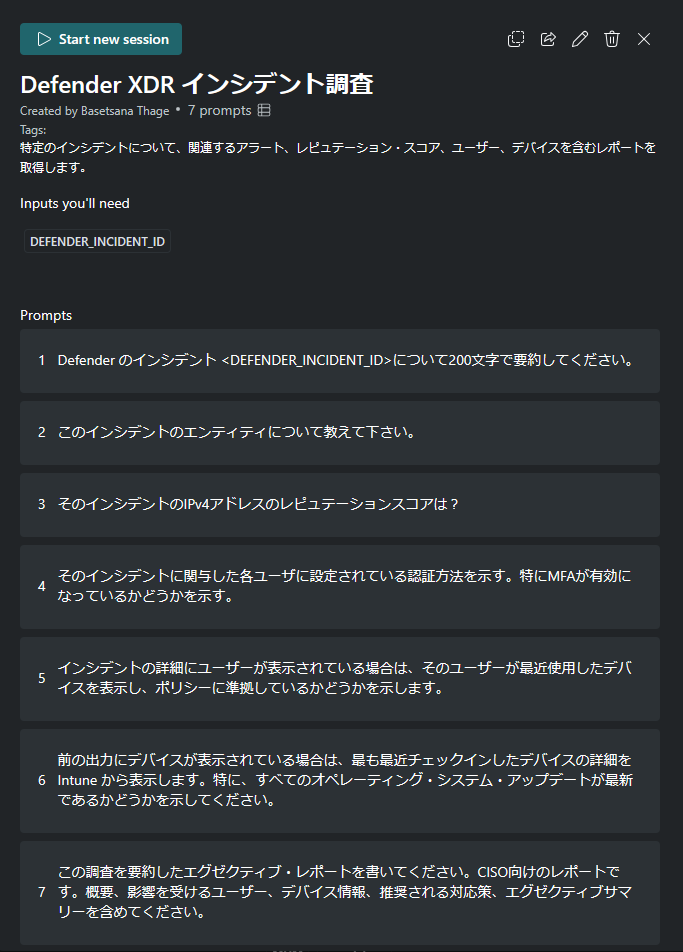 Start new session
Defender XDR インシデント調査
Created by Basetsana Thage • 7 prompts
Tags:
特定のインシデントについて、関連するアラート、レピュテーション・スコア、ユーザー、デバイスを含むレポートを
取得します。
Inputs you'll need
DEFENDER_INCIDENT_ID
Prompts
1 Defender のインシデント <DEFENDER_INCIDENT_ID>について200文字で要約してください。
2 このインシデントのエンティティについて教えて下さい。
3 そのインシデントのIPv4アドレスのレピュテーションスコアは？
4 そのインシデントに関与した各ユーザに設定されている認証方法を示す。特にMFAが有効に
なっているかどうかを示す。
5 インシデントの詳細にユーザーが表示されている場合は、そのユーザーが最近使用したデバ
イスを表示し、ポリシーに準拠しているかどうかを示します。
6 前の出力にデバイスが表示されている場合は、最も最近チェックインしたデバイスの詳細を
Intune から表示します。特に、すべてのオペレーティング・システム・アップデートが最新
であるかどうかを示してください。
7 この調査を要約したエグゼクティブ・レポートを書いてください。CISO向けのレポートで
す。概要、影響を受けるユーザー、デバイス情報、推奨される対応策、エグゼクティブサマ
リーを含めてください。